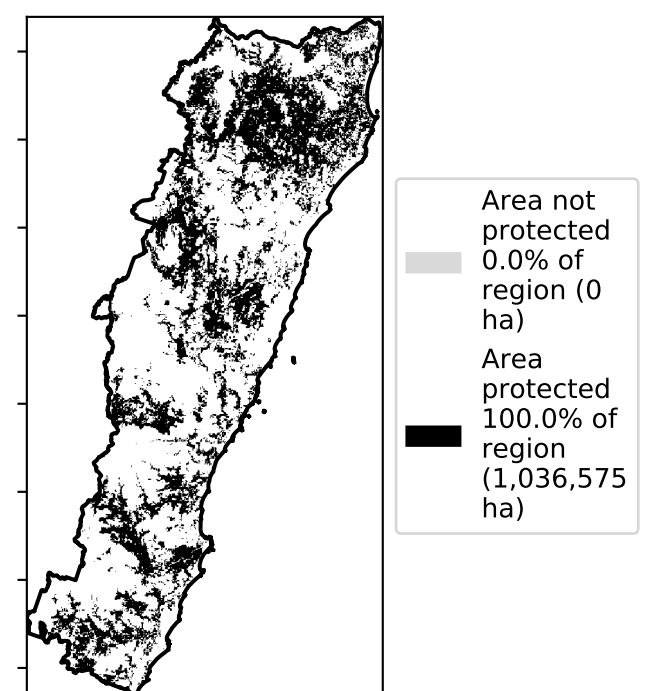 Area not
protected
0.0% of
region (0
ha)
Area
protected
100.0% of
region
(1,036,575
ha)